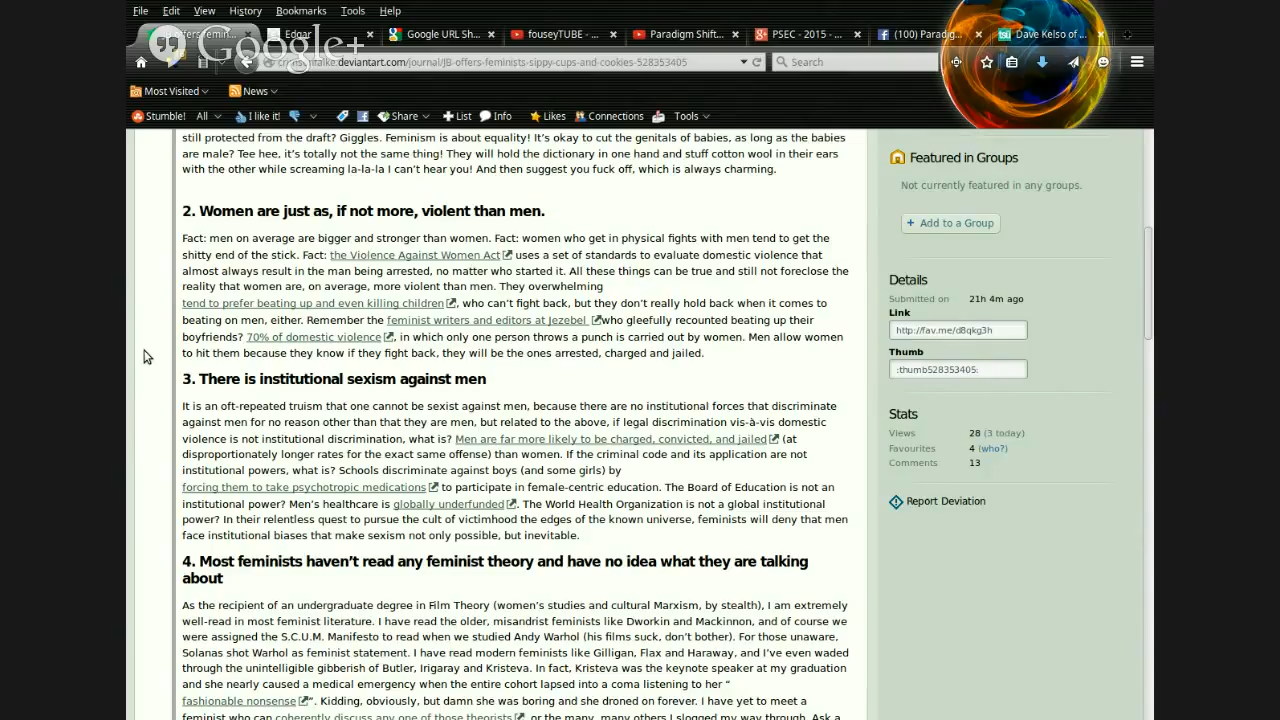 File Edit View History Bookmarks Tools Help
Google+
offers femin... Edgar Google URL Sh... fouseyTUBE - ... Paradigm Shift... PSEC - 2015 - ... (100) Paradig... Dave Kelso of ...
deviantart.com/journal/JB-offers-feminists-sippy-cups-and-cookies-528353405 Search
Most Visited News
Stumble! All I like it! Share List Info Likes Connections Tools
still protected from the draft? Giggles. Feminism is about equality! It's okay to cut the genitals of babies, as long as the babies
are male? Tee hee, it's totally not the same thing! They will hold the dictionary in one hand and stuff cotton wool in their ears
with the other while screaming la-la-la I can't hear you! And then suggest you fuck off, which is always charming.
2. Women are just as, if not more, violent than men.
Fact: men on average are bigger and stronger than women. Fact: women who get in physical fights with men tend to get the
shitty end of the stick. Fact: the Violence Against Women Act uses a set of standards to evaluate domestic violence that
almost always result in the man being arrested, no matter who started it. All these things can be true and still not foreclose the
reality that women are, on average, more violent than men. They overwhelming
tend to prefer beating up and even killing children, who can't fight back, but they don't really hold back when it comes to
beating on men, either. Remember the feminist writers and editors at Jezebel who gleefully recounted beating up their
boyfriends? 70% of domestic violence, in which only one person throws a punch is carried out by women. Men allow women
to hit them because they know if they fight back, they will be the ones arrested, charged and jailed.
3. There is institutional sexism against men
It is an oft-repeated truism that one cannot be sexist against men, because there are no institutional forces that discriminate
against men for no reason other than that they are men, but related to the above, if legal discrimination vis-à-vis domestic
violence is not institutional discrimination, what is? Men are far more likely to be charged, convicted, and jailed (at
disproportionately longer rates for the exact same offense) than women. If the criminal code and its application are not
institutional powers, what is? Schools discriminate against boys (and some girls) by
forcing them to take psychotropic medications to participate in female-centric education. The Board of Education is not an
institutional power? Men's healthcare is globally underfunded. The World Health Organization is not a global institutional
power? In their relentless quest to pursue the cult of victimhood the edges of the known universe, feminists will deny that men
face institutional biases that make sexism not only possible, but inevitable.
4. Most feminists haven't read any feminist theory and have no idea what they are talking
about
As the recipient of an undergraduate degree in Film Theory (women's studies and cultural Marxism, by stealth), I am extremely
well-read in most feminist literature. I have read the older, misandrist feminists like Dworkin and Mackinnon, and of course we
were assigned the S.C.U.M. Manifesto to read when we studied Andy Warhol (his films suck, don't bother). For those unaware,
Solanas shot Warhol as feminist statement. I have read modern feminists like Gilligan, Flax and Haraway, and I've even waded
through the unintelligible gibberish of Butler, Irigaray and Kristeva. In fact, Kristeva was the keynote speaker at my graduation
and she nearly caused a medical emergency when the entire cohort lapsed into a coma listening to her “
fashionable nonsense”. Kidding, obviously, but damn she was boring and she droned on forever. I have yet to meet a
feminist who can coherently discuss any one of those theorists, or the many, many others I slogged my way through. Ask a
Featured in Groups
Not currently featured in any groups.
+ Add to a Group
Details
Submitted on 21h 4m ago
Link
http://fav.me/d8qkg3h
Thumb
:thumb528353405:
Stats
Views 28 (3 today)
Favourites 4 (who?)
Comments 13
Report Deviation